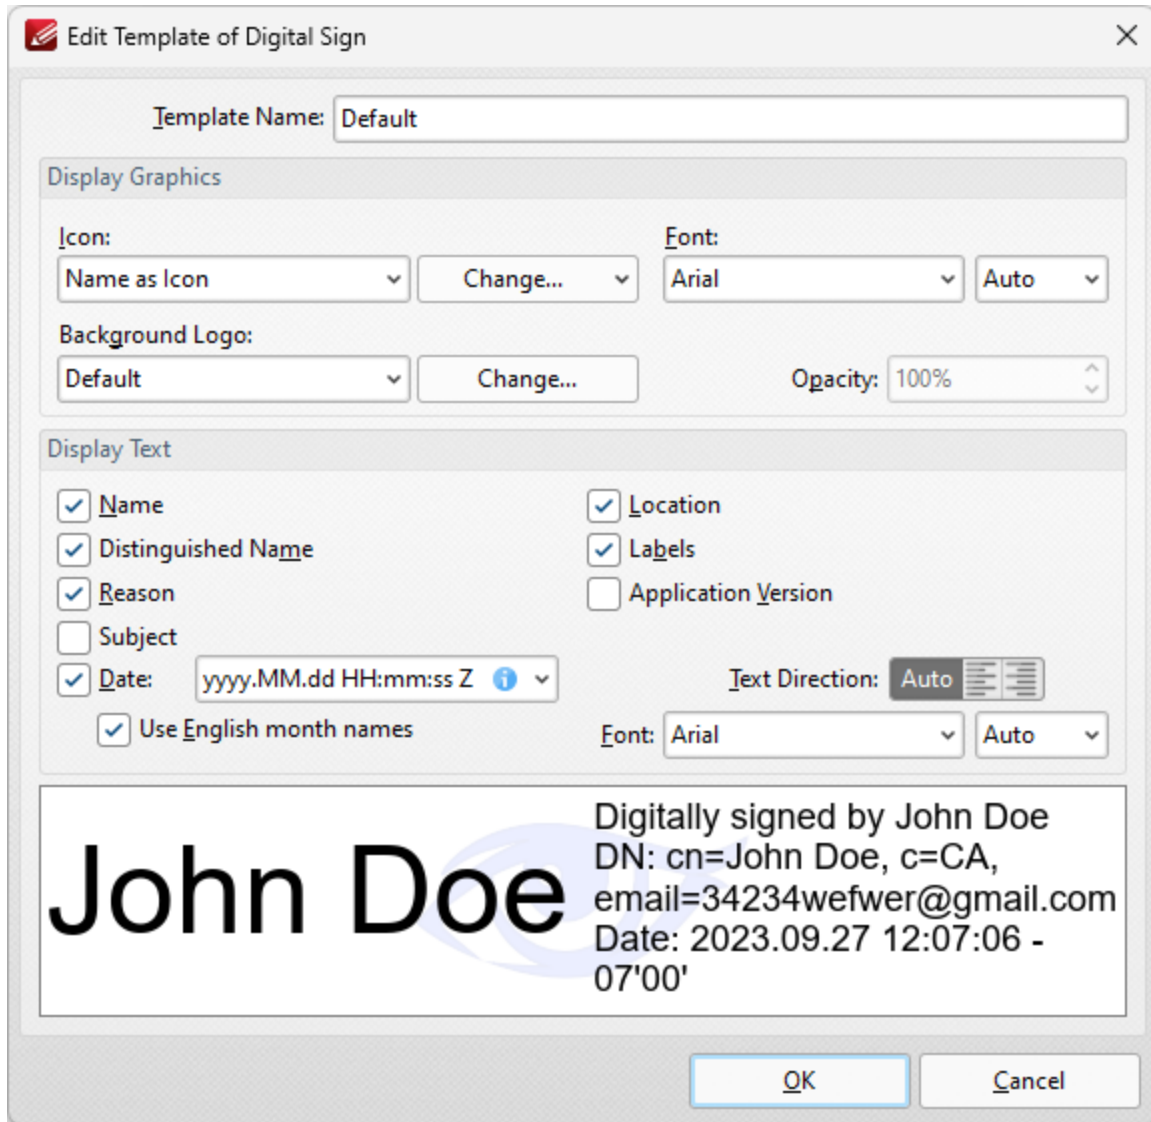 Edit Template of Digital Sign
Template Name: Default
Display Graphics
Icon: Font:
Name as Icon Change... Arial Auto
Background Logo:
Default Change... Opacity: 100%
Display Text
Name Location
Distinguished Name Labels
Reason Application Version
Subject
Date: yyyy.MM.dd HH:mm:ss Z Text Direction: Auto
Use English month names Font: Arial Auto
John Doe
Digitally signed by John Doe
DN: cn=John Doe, c=CA,
email=34234wefwer@gmail.com
Date: 2023.09.27 12:07:06 -
07'00'
OK Cancel